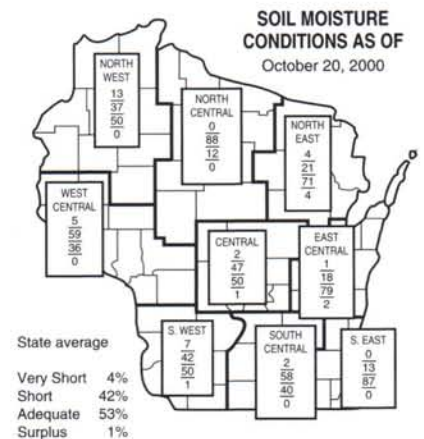 SOIL MOISTURE
CONDITIONS AS OF
October 20, 2000
NORTH
WEST
13
37
50
0
NORTH
CENTRAL
0
88
12
0
NORTH
EAST
4
21
71
4
WEST
CENTRAL
5
59
36
0
CENTRAL
2
47
50
1
EAST
CENTRAL
1
18
79
2
S. WEST
7
42
50
1
SOUTH
CENTRAL
2
58
40
0
S. EAST
0
13
87
0
State average
Very Short 4%
Short 42%
Adequate 53%
Surplus 1%